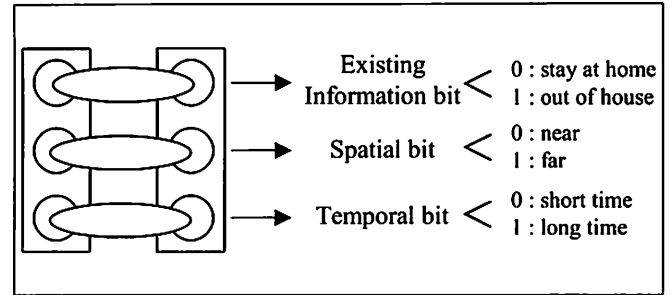 Existing
Information bit
0 : stay at home
1 : out of house
Spatial bit
0 : near
1 : far
Temporal bit
0 : short time
1 : long time